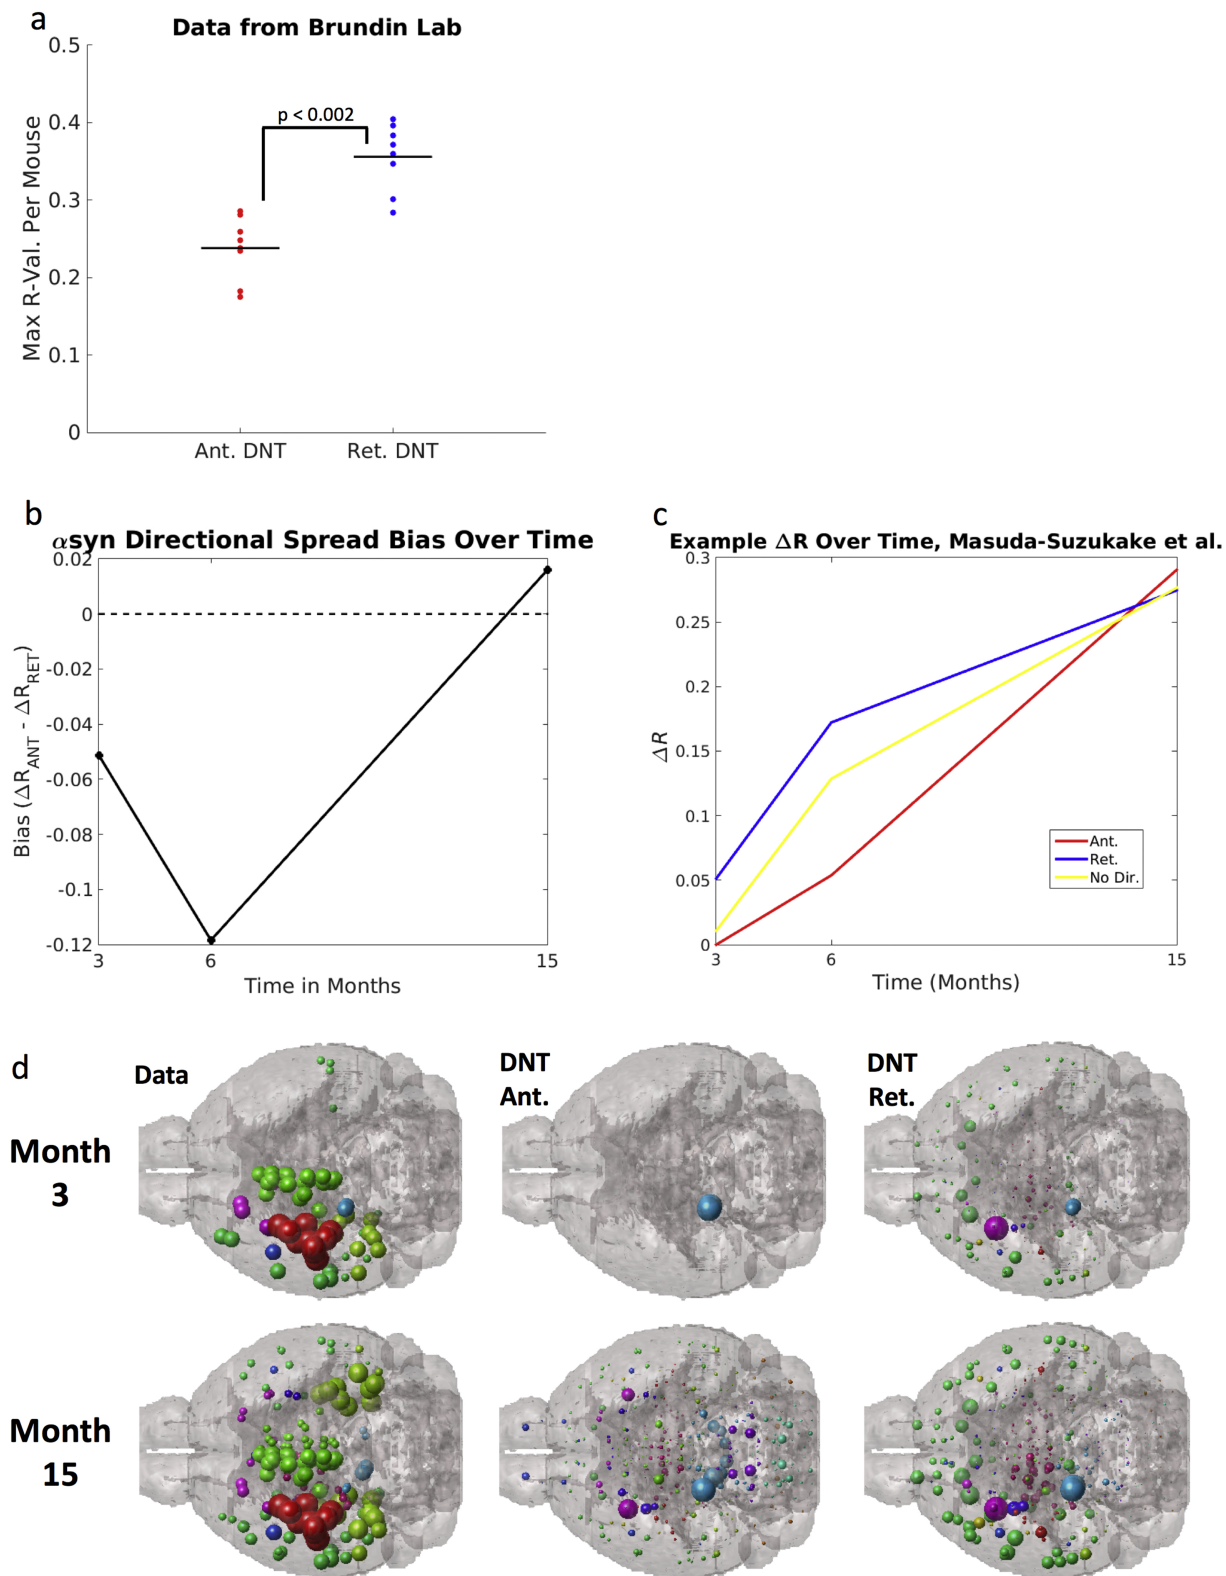 a
Data from Brundin Lab
0.5
0.4
0.3
0.2
0.1
0
Max R-Val. Per Mouse
p < 0.002
Ant. DNT
Ret. DNT
b
αsyn Directional Spread Bias Over Time
0.02
0
-0.02
-0.04
-0.06
-0.08
-0.1
-0.12
Bias (ΔR_ANT - ΔR_RET)
3
6
15
Time in Months
c
Example ΔR Over Time, Masuda-Suzukake et al.
0.3
0.25
0.2
0.15
0.1
0.05
0
ΔR
Ant.
Ret.
No Dir.
3
6
15
Time (Months)
d
Data
DNT
Ant.
DNT
Ret.
Month
3
Month
15